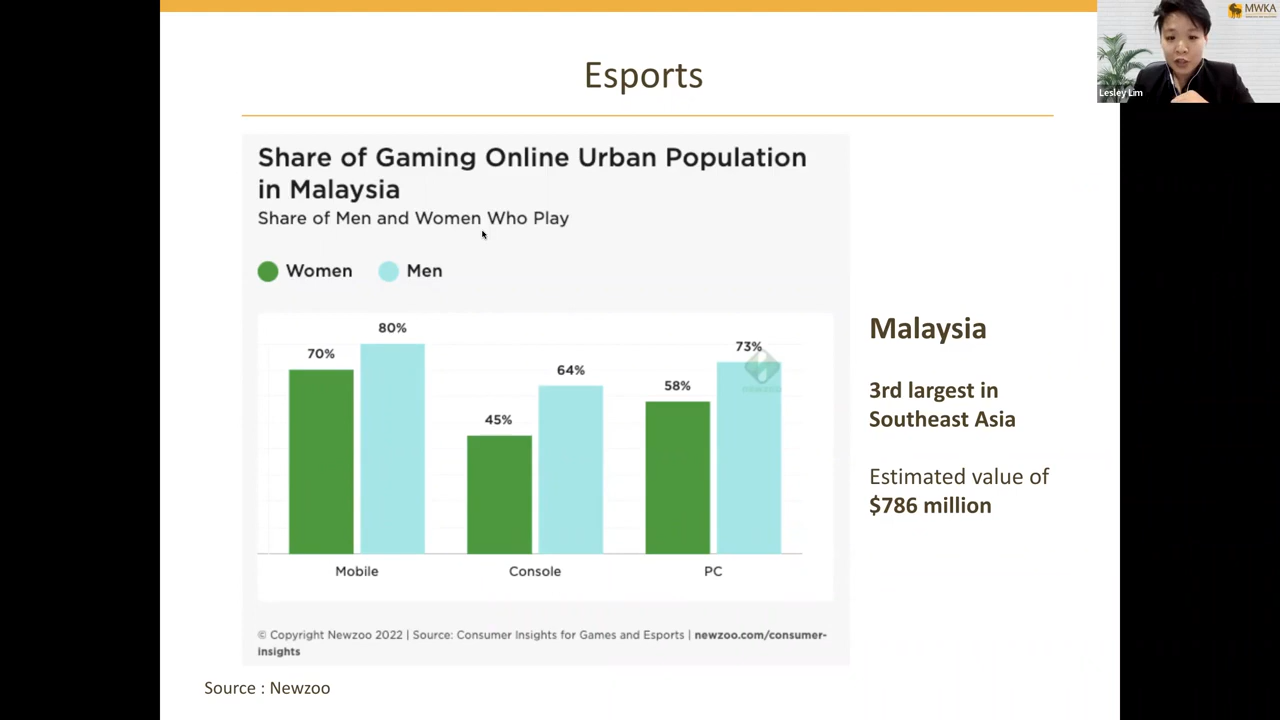 Esports
Share of Gaming Online Urban Population
in Malaysia
Share of Men and Women Who Play
Women
Men
70%
80%
45%
64%
58%
73%
Mobile
Console
PC
© Copyright Newzoo 2022 | Source: Consumer Insights for Games and Esports | newzoo.com/consumer-
insights
Source : Newzoo
Malaysia
3rd largest in
Southeast Asia
Estimated value of
$786 million
MWKA
Lesley Lim